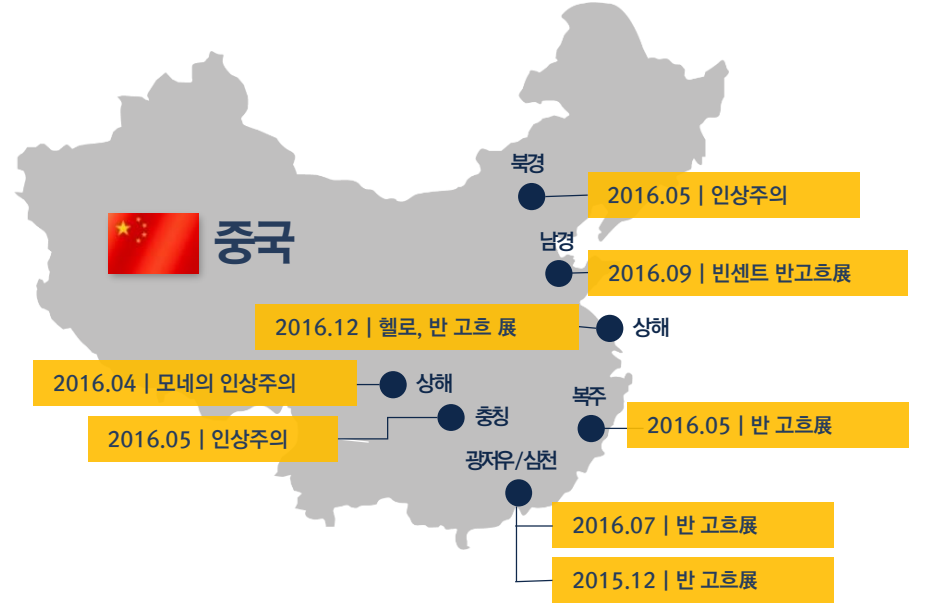 북경
2016.05 | 인상주의
중국
남경
2016.09 | 빈센트 반고흐展
2016.12 | 헬로, 반 고흐 展
상해
2016.04 | 모네의 인상주의
상해
2016.05 | 인상주의
충칭
복주
2016.05 | 반 고흐展
광저우/심천
2016.07 | 반 고흐展
2015.12 | 반 고흐展